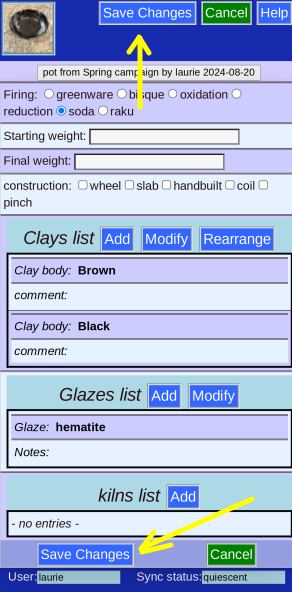 Save Changes Cancel Help
pot from Spring campaign by laurie 2024-08-20
Firing: greenware bisque oxidation
reduction soda raku
Starting weight:
Final weight:
construction: wheel slab handbuilt coil
pinch
Clays list Add Modify Rearrange
Clay body: Brown
comment:
Clay body: Black
comment:
Glazes list Add Modify
Glaze: hematite
Notes:
kilns list Add
- no entries -
Save Changes Cancel
User: laurie Sync status: quiescent